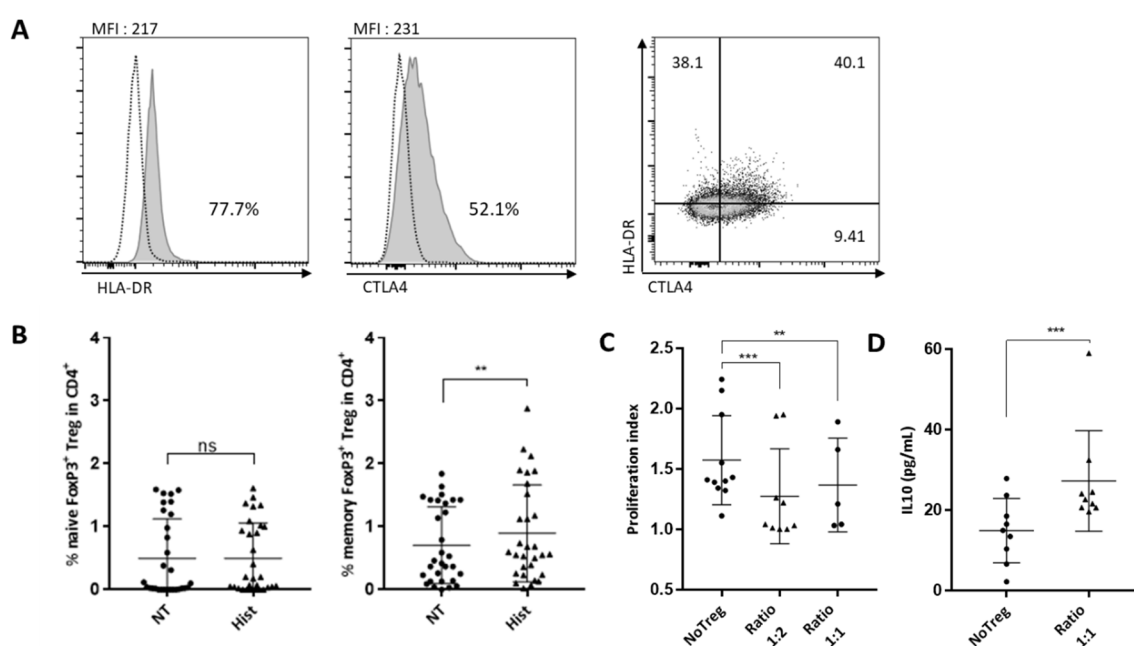 A
MFI : 217
77.7%
HLA-DR
MFI : 231
52.1%
CTLA4
38.1
40.1
9.41
HLA-DR
CTLA4
B
% naive FoxP3⁺ Treg in CD4⁺
4
3
2
1
0
ns
NT
Hist
% memory FoxP3⁺ Treg in CD4⁺
4
3
2
1
0
**
NT
Hist
C
Proliferation index
2.5
2.0
1.5
1.0
0.5
**
***
NoTreg
Ratio
1:2
Ratio
1:1
D
IL10 (pg/mL)
60
40
20
0
***
NoTreg
Ratio
1:1